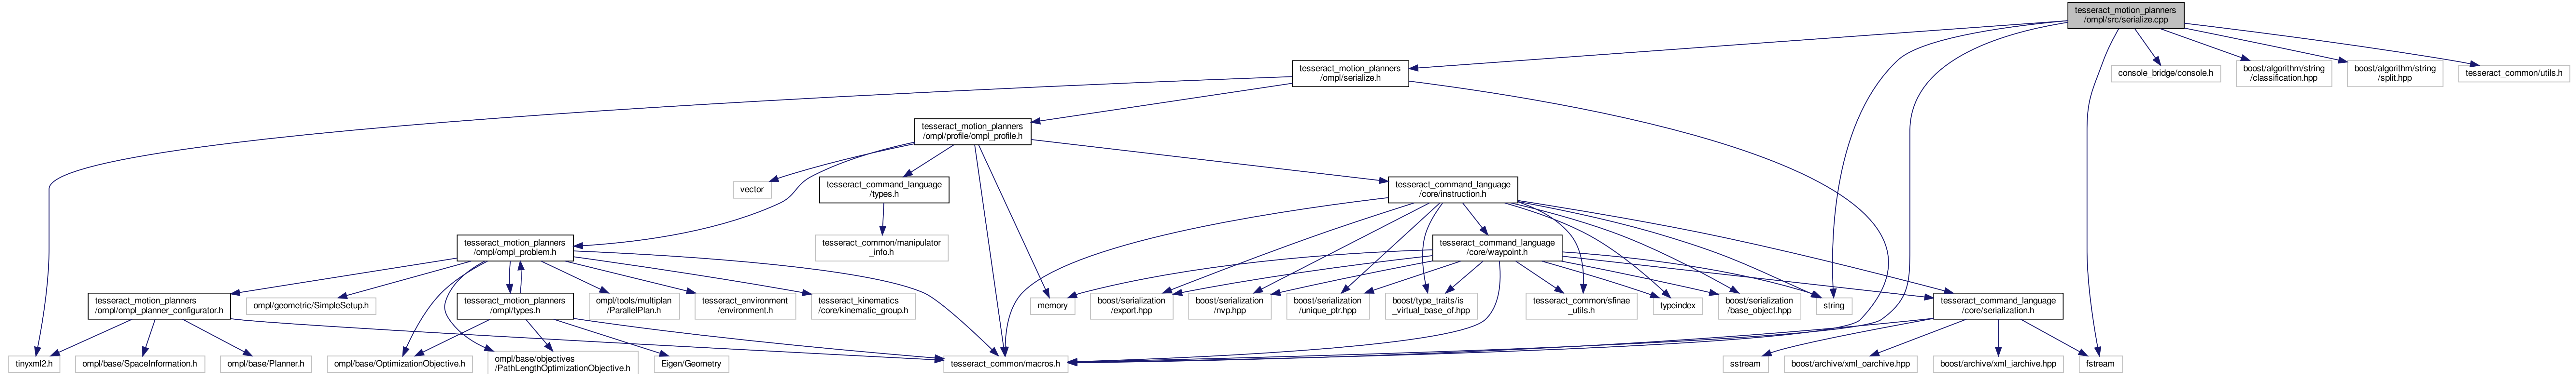 tesseract_motion_planners
/ompl/src/serialize.cpp
tesseract_motion_planners
/ompl/serialize.h
console_bridge/console.h
boost/algorithm/string
/classification.hpp
boost/algorithm/string
/split.hpp
tesseract_common/utils.h
tesseract_motion_planners
/ompl/profile/ompl_profile.h
vector
tesseract_command_language
/types.h
tesseract_command_language
/core/instruction.h
tesseract_motion_planners
/ompl/ompl_problem.h
tesseract_common/manipulator
_info.h
tesseract_command_language
/core/waypoint.h
tesseract_motion_planners
/ompl/ompl_planner_configurator.h
ompl/geometric/SimpleSetup.h
tesseract_motion_planners
/ompl/types.h
ompl/tools/multiplan
/ParallelPlan.h
tesseract_environment
/environment.h
tesseract_kinematics
/core/kinematic_group.h
memory
boost/serialization
/export.hpp
boost/serialization
/nvp.hpp
boost/serialization
/unique_ptr.hpp
boost/type_traits/is
_virtual_base_of.hpp
tesseract_common/sfinae
_utils.h
typeindex
boost/serialization
/base_object.hpp
string
tesseract_command_language
/core/serialization.h
tinyxml2.h
ompl/base/SpaceInformation.h
ompl/base/Planner.h
ompl/base/OptimizationObjective.h
ompl/base/objectives
/PathLengthOptimizationObjective.h
Eigen/Geometry
tesseract_common/macros.h
sstream
boost/archive/xml_oarchive.hpp
boost/archive/xml_iarchive.hpp
fstream